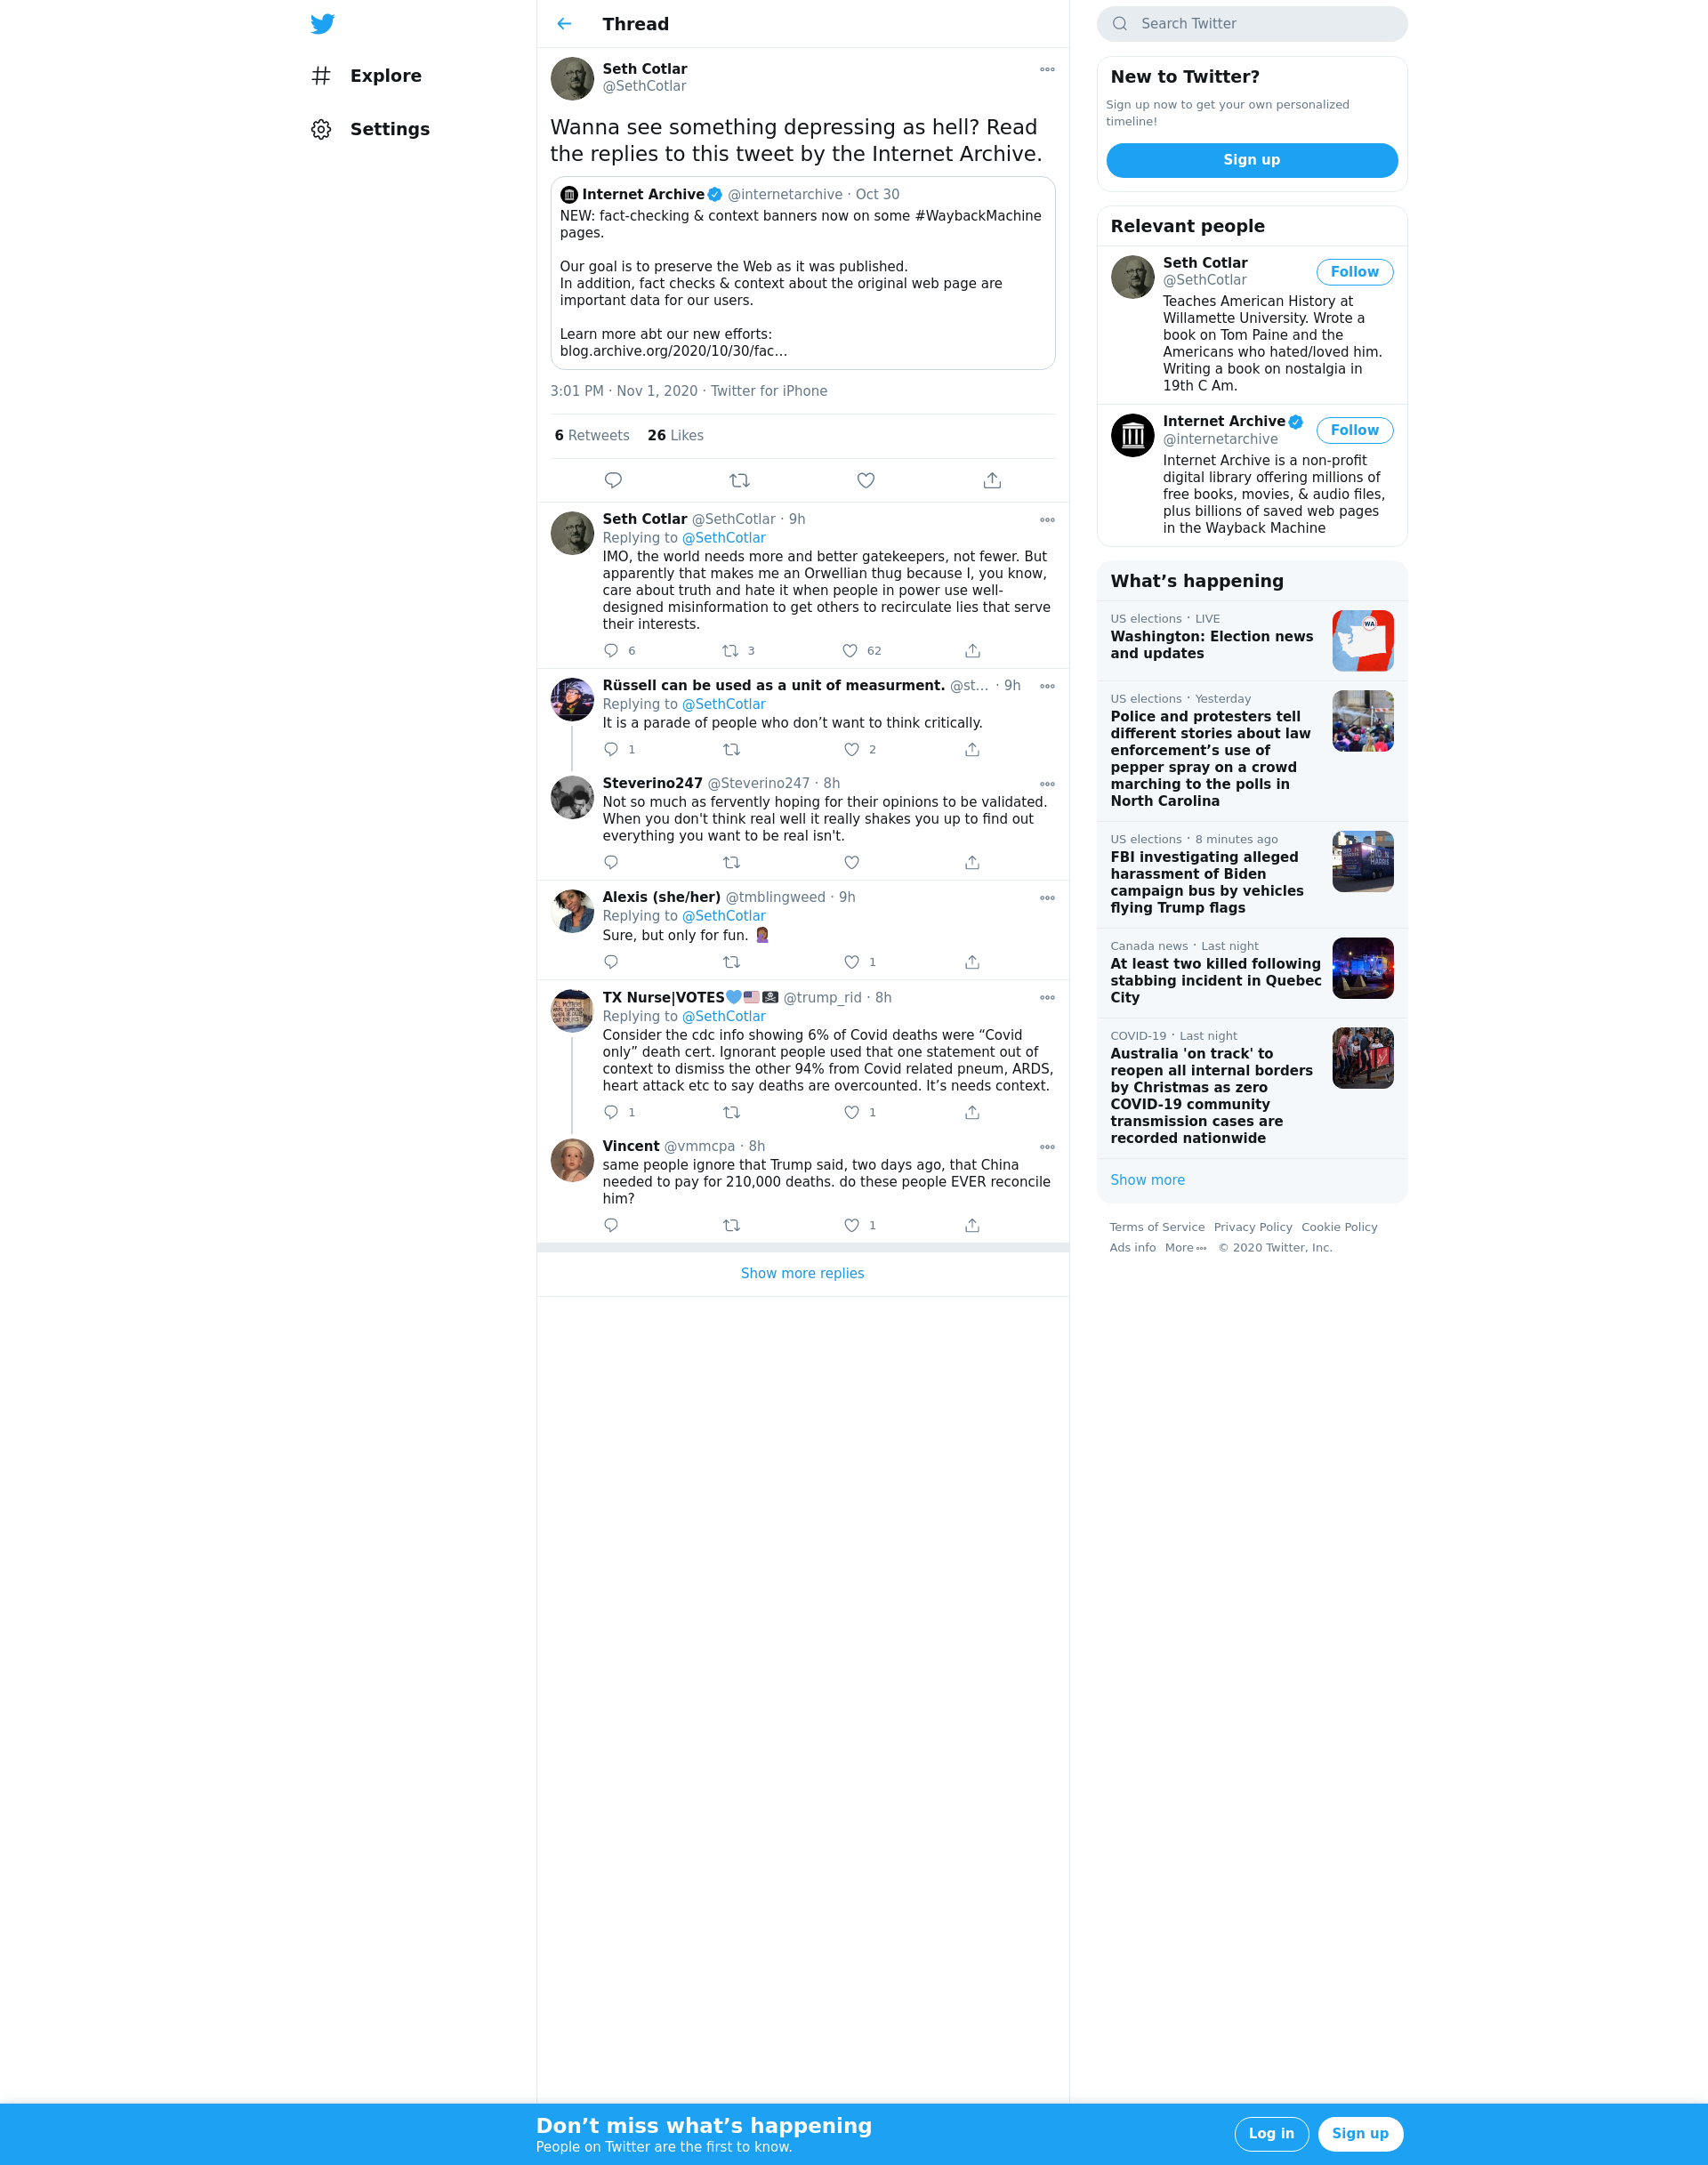 Explore
Settings
Thread
Seth Cotlar
@SethCotlar
Wanna see something depressing as hell? Read
the replies to this tweet by the Internet Archive.
Internet Archive @internetarchive · Oct 30
NEW: fact-checking & context banners now on some #WaybackMachine
pages.
Our goal is to preserve the Web as it was published.
In addition, fact checks & context about the original web page are
important data for our users.
Learn more abt our new efforts:
blog.archive.org/2020/10/30/fac…
3:01 PM · Nov 1, 2020 · Twitter for iPhone
6 Retweets 26 Likes
Seth Cotlar @SethCotlar · 9h
Replying to @SethCotlar
IMO, the world needs more and better gatekeepers, not fewer. But
apparently that makes me an Orwellian thug because I, you know,
care about truth and hate it when people in power use well-
designed misinformation to get others to recirculate lies that serve
their interests.
6 3 62
Rüssell can be used as a unit of measurment. @st… · 9h
Replying to @SethCotlar
It is a parade of people who don’t want to think critically.
1 2
Steverino247 @Steverino247 · 8h
Not so much as fervently hoping for their opinions to be validated.
When you don't think real well it really shakes you up to find out
everything you want to be real isn't.
Alexis (she/her) @tmblingweed · 9h
Replying to @SethCotlar
Sure, but only for fun. 🤦🏾‍♀️
1
TX Nurse|VOTES💙🇺🇸🏴‍☠️ @trump_rid · 8h
Replying to @SethCotlar
Consider the cdc info showing 6% of Covid deaths were “Covid
only” death cert. Ignorant people used that one statement out of
context to dismiss the other 94% from Covid related pneum, ARDS,
heart attack etc to say deaths are overcounted. It’s needs context.
1 1
Vincent @vmmcpa · 8h
same people ignore that Trump said, two days ago, that China
needed to pay for 210,000 deaths. do these people EVER reconcile
him?
1
Show more replies
Search Twitter
New to Twitter?
Sign up now to get your own personalized
timeline!
Sign up
Relevant people
Seth Cotlar
@SethCotlar
Follow
Teaches American History at
Willamette University. Wrote a
book on Tom Paine and the
Americans who hated/loved him.
Writing a book on nostalgia in
19th C Am.
Internet Archive
@internetarchive
Follow
Internet Archive is a non-profit
digital library offering millions of
free books, movies, & audio files,
plus billions of saved web pages
in the Wayback Machine
What’s happening
US elections · LIVE
Washington: Election news
and updates
WA
US elections · Yesterday
Police and protesters tell
different stories about law
enforcement’s use of
pepper spray on a crowd
marching to the polls in
North Carolina
US elections · 8 minutes ago
FBI investigating alleged
harassment of Biden
campaign bus by vehicles
flying Trump flags
Canada news · Last night
At least two killed following
stabbing incident in Quebec
City
COVID-19 · Last night
Australia 'on track' to
reopen all internal borders
by Christmas as zero
COVID-19 community
transmission cases are
recorded nationwide
Show more
Terms of Service Privacy Policy Cookie Policy
Ads info More © 2020 Twitter, Inc.
Don’t miss what’s happening
People on Twitter are the first to know.
Log in
Sign up